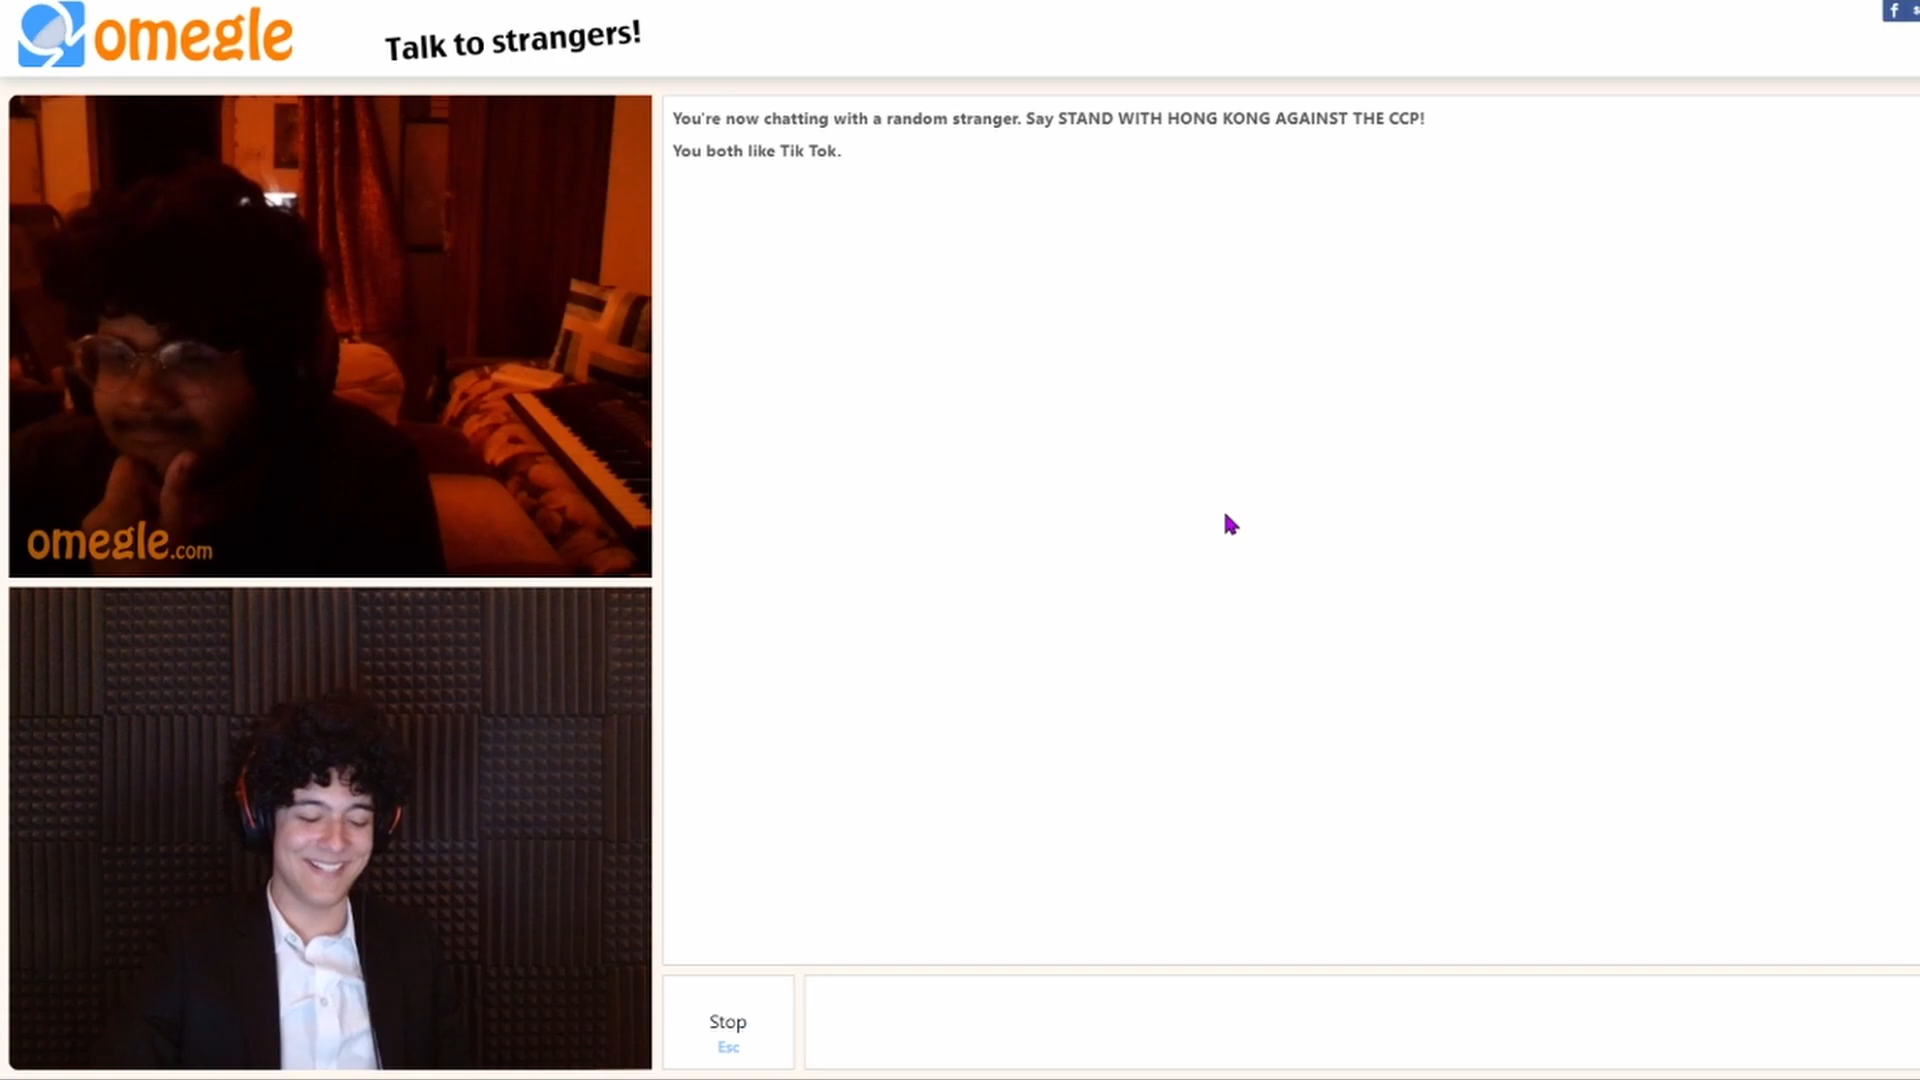 omegle
Talk to strangers!
f
You're now chatting with a random stranger. Say STAND WITH HONG KONG AGAINST THE CCP!
You both like Tik Tok.
omegle.com
Stop
Esc